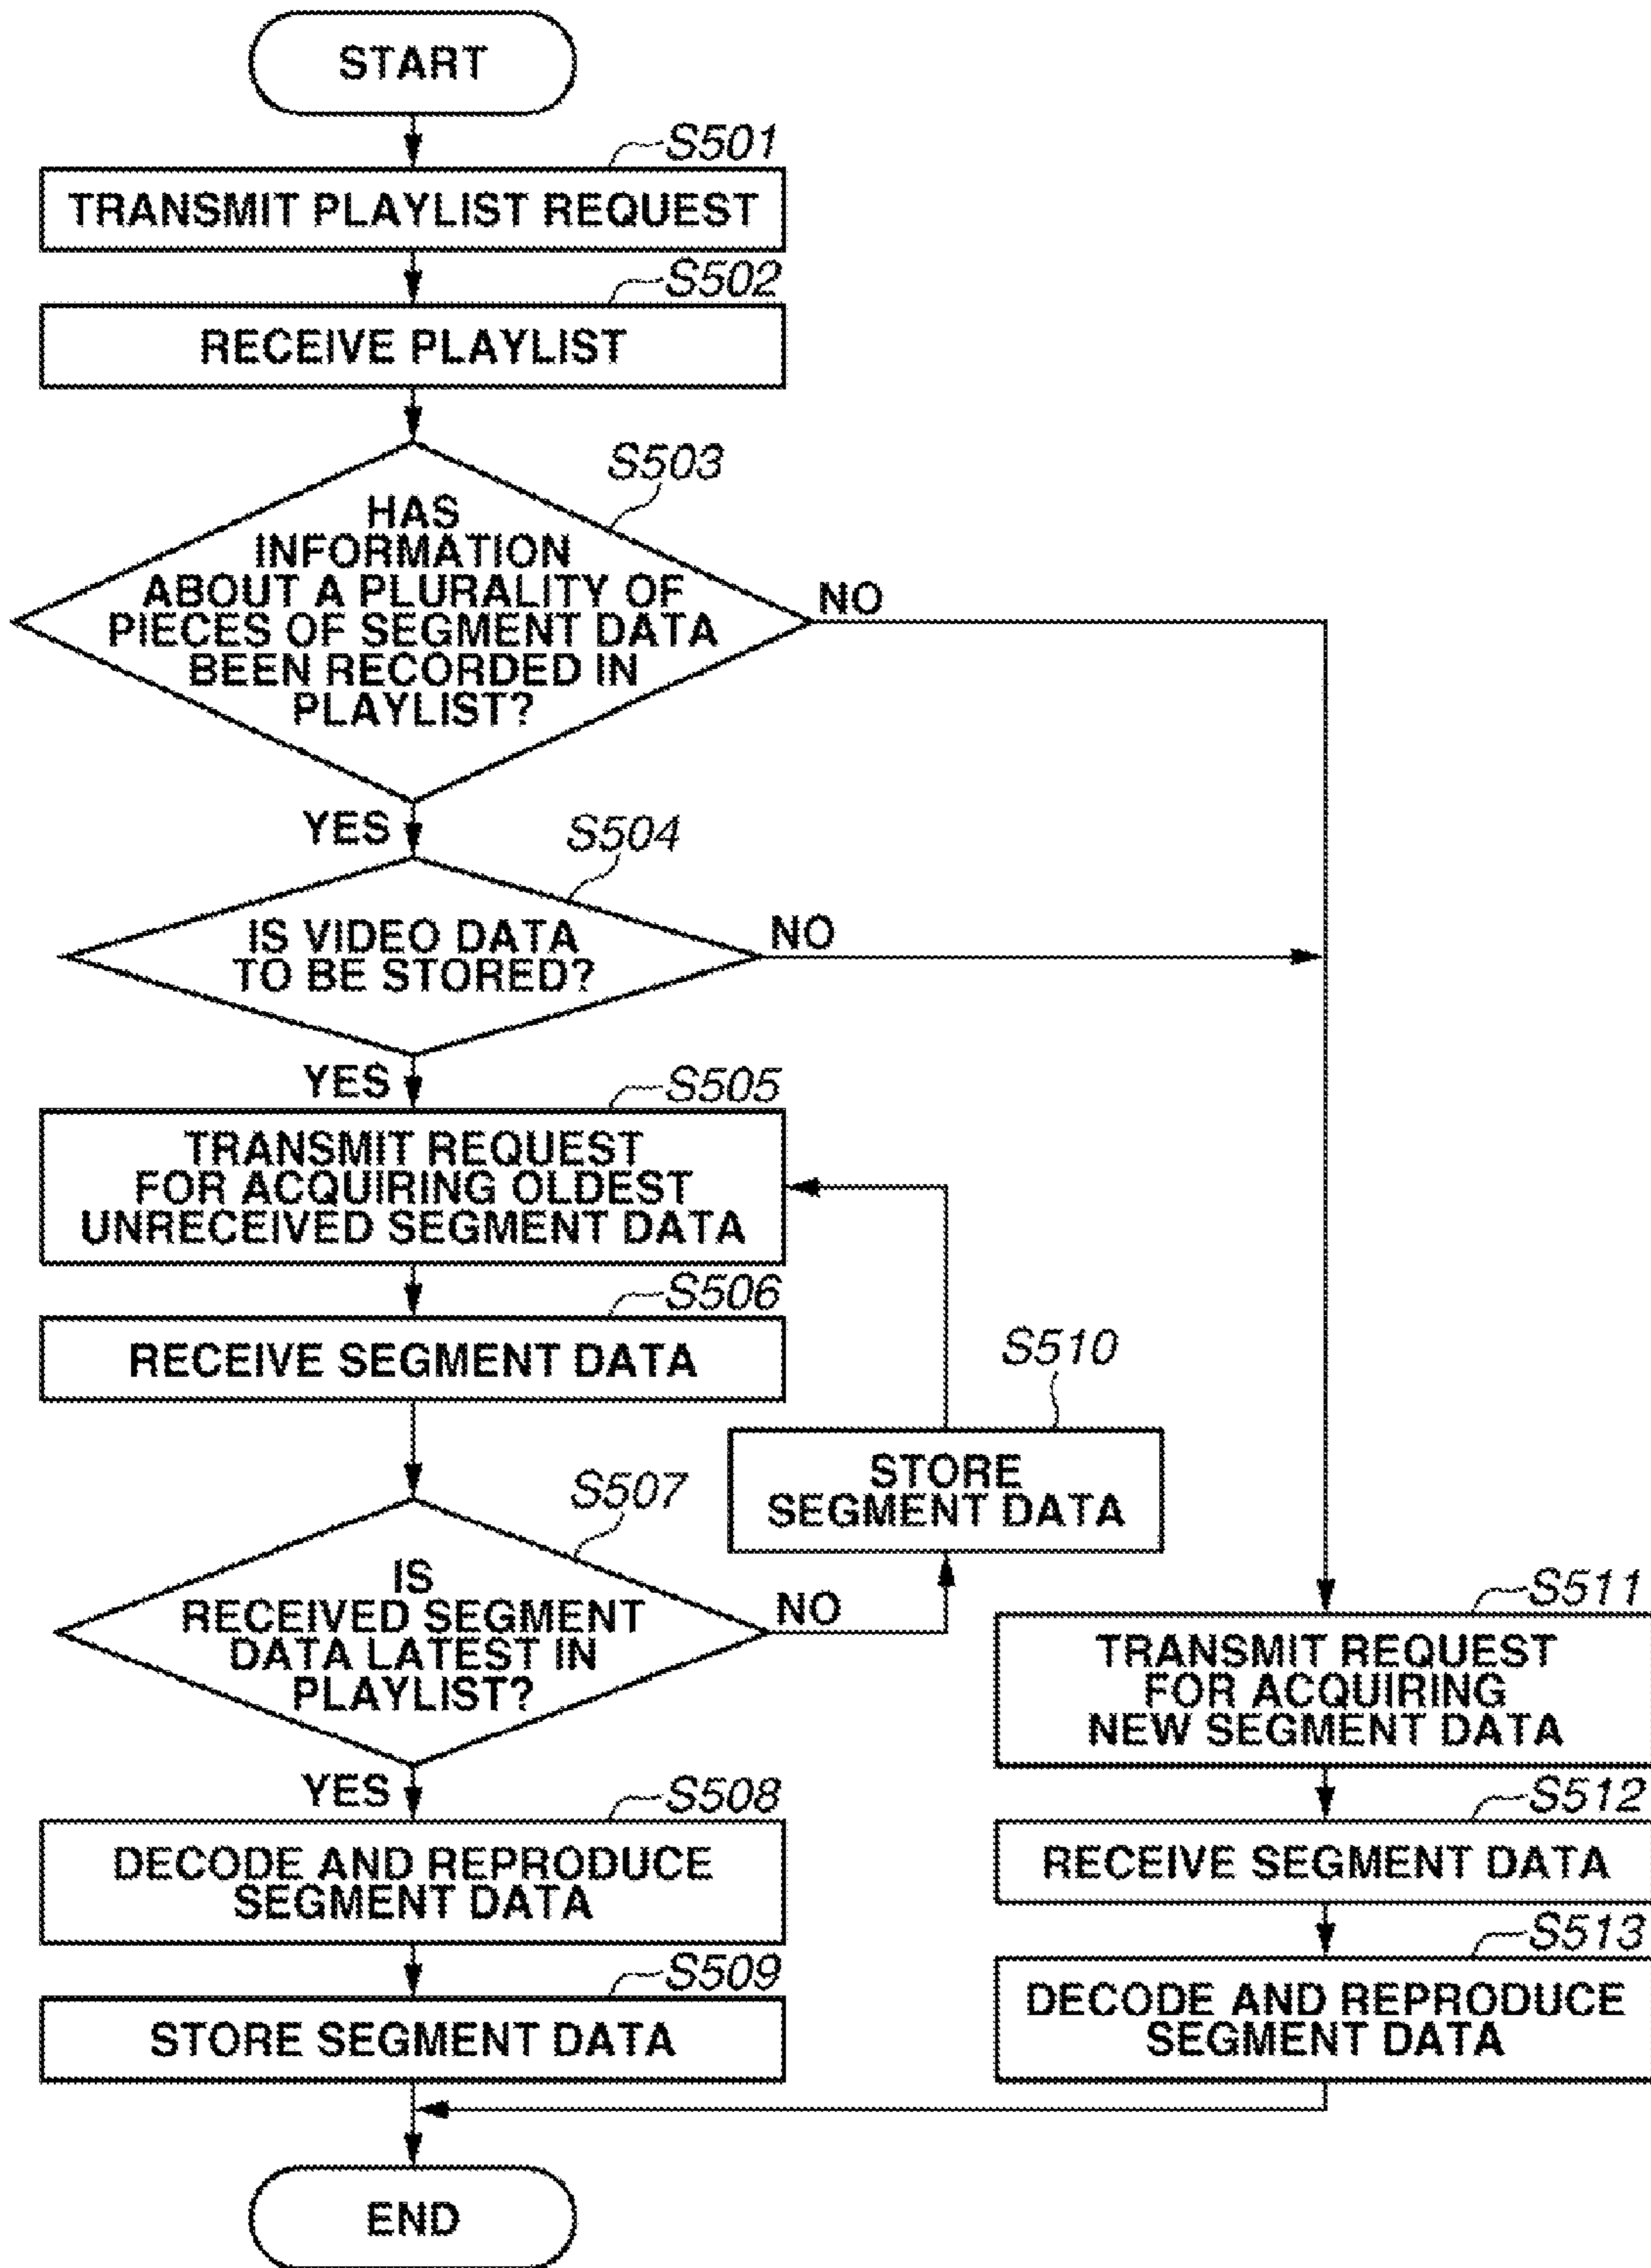 START
S501
TRANSMIT PLAYLIST REQUEST
S502
RECEIVE PLAYLIST
S503
HAS
INFORMATION
ABOUT A PLURALITY OF
PIECES OF SEGMENT DATA
BEEN RECORDED IN
PLAYLIST?
NO
YES
S504
IS VIDEO DATA
TO BE STORED?
NO
YES
S505
TRANSMIT REQUEST
FOR ACQUIRING OLDEST
UNRECEIVED SEGMENT DATA
S506
RECEIVE SEGMENT DATA
S507
IS
RECEIVED SEGMENT
DATA LATEST IN
PLAYLIST?
NO
S510
STORE
SEGMENT DATA
YES
S508
DECODE AND REPRODUCE
SEGMENT DATA
S509
STORE SEGMENT DATA
S511
TRANSMIT REQUEST
FOR ACQUIRING
NEW SEGMENT DATA
S512
RECEIVE SEGMENT DATA
S513
DECODE AND REPRODUCE
SEGMENT DATA
END